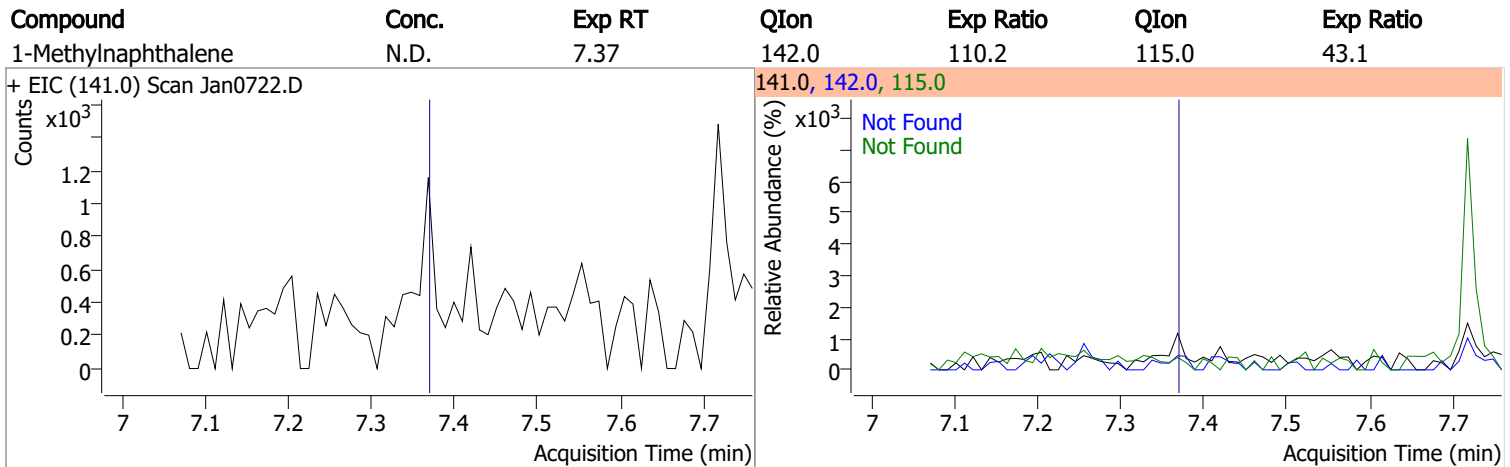 Compound Conc. Exp RT QIon Exp Ratio QIon Exp Ratio
1-Methylnaphthalene N.D. 7.37 142.0 110.2 115.0 43.1
+ EIC (141.0) Scan Jan0722.D
Counts
x10³
1.2
1
0.8
0.6
0.4
0.2
0
7 7.1 7.2 7.3 7.4 7.5 7.6 7.7
Acquisition Time (min)
141.0, 142.0, 115.0
Relative Abundance (%)
x10³
Not Found
Not Found
6
5
4
3
2
1
0
7 7.1 7.2 7.3 7.4 7.5 7.6 7.7
Acquisition Time (min)